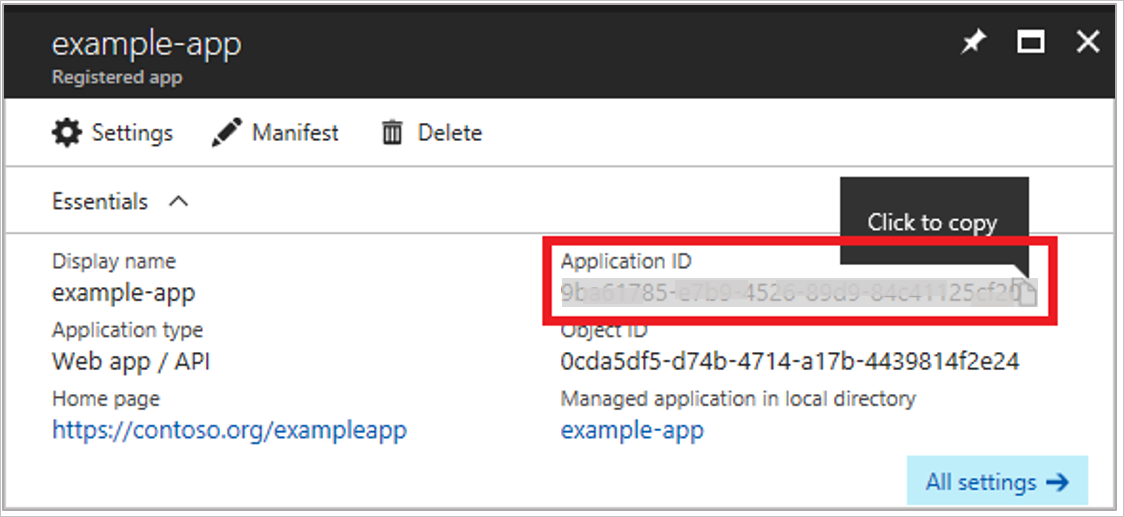 example-app
Registered app
Settings Manifest Delete
Essentials
Click to copy
Display name
example-app
Application type
Web app / API
Home page
https://contoso.org/exampleapp
Application ID
9ba61785-e7b9-4526-89d9-84c41125cf20
Object ID
0cda5df5-d74b-4714-a17b-4439814f2e24
Managed application in local directory
example-app
All settings